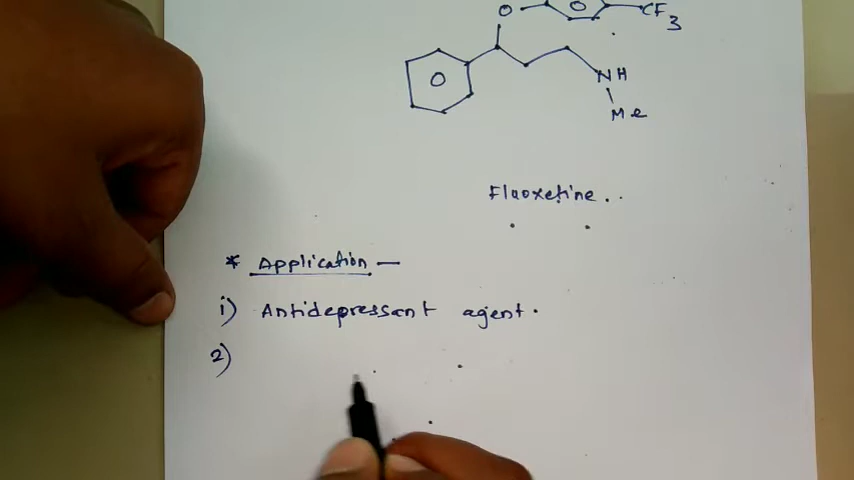 O
O
CF3
O
NH
Me
Fluoxetine..
* Application —
i) Antidepressant agent.
2)